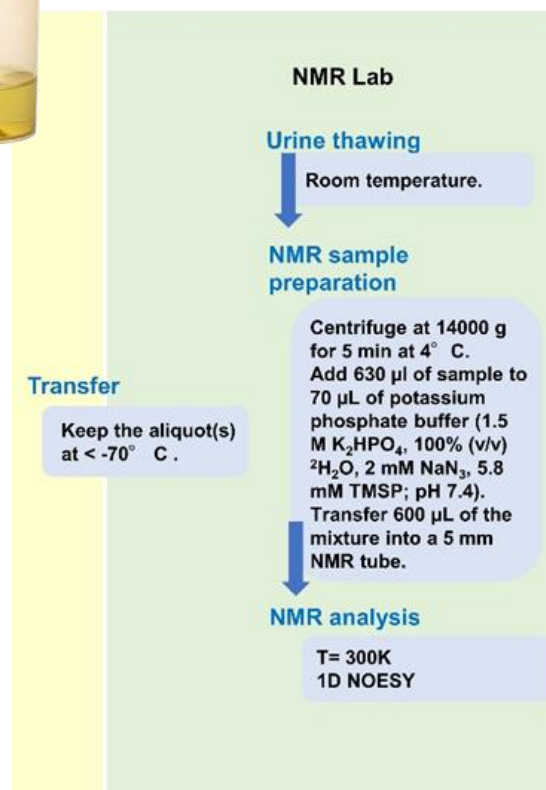 NMR Lab
Urine thawing
Room temperature.
NMR sample
preparation
Centrifuge at 14000 g
for 5 min at 4° C.
Add 630 µl of sample to
70 µL of potassium
phosphate buffer (1.5
M K₂HPO₄, 100% (v/v)
²H₂O, 2 mM NaN₃, 5.8
mM TMSP; pH 7.4).
Transfer 600 µL of the
mixture into a 5 mm
NMR tube.
Transfer
Keep the aliquot(s)
at < -70° C .
NMR analysis
T= 300K
1D NOESY